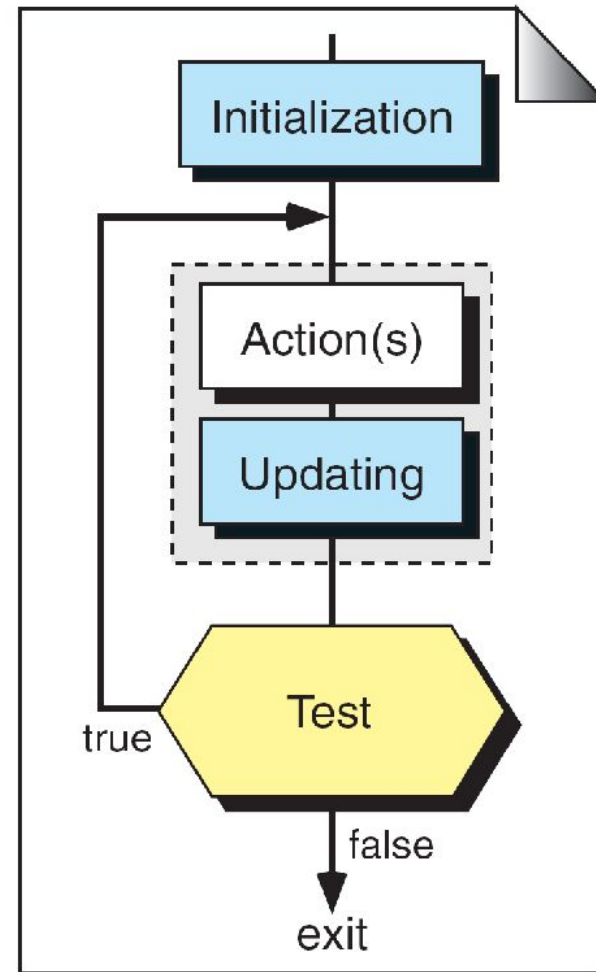 Initialization
Action(s)
Updating
Test
true
false
exit